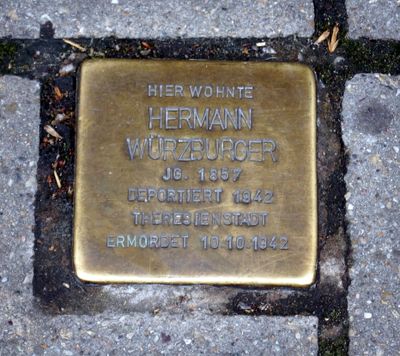 HIER WOHNTE
HERMANN
WÜRZBURGER
JG. 1857
DEPORTIERT 1942
THERESIENSTADT
ERMORDET 10.10.1942